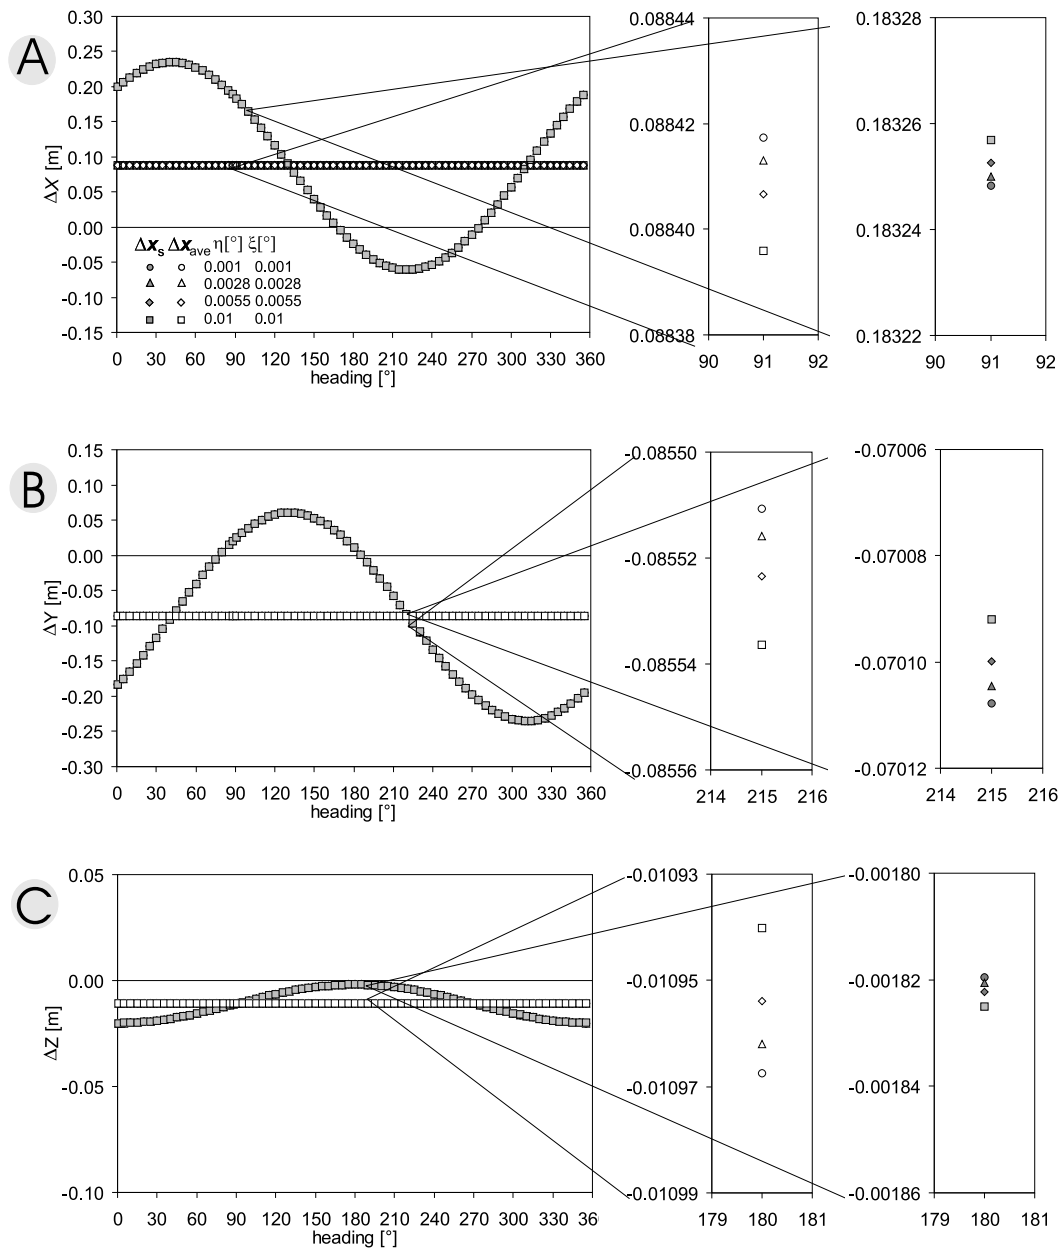 A
ΔX [m]
0.30
0.25
0.20
0.15
0.10
0.05
0.00
-0.05
-0.10
-0.15
Δxs Δxave η[°] ξ[°]
0.001 0.001
0.0028 0.0028
0.0055 0.0055
0.01 0.01
0 30 60 90 120 150 180 210 240 270 300 330 360
heading [°]
0.08844
0.08842
0.08840
0.08838
90 91 92
0.183328
0.183326
0.183324
0.183322
90 91 92
B
ΔY [m]
0.15
0.10
0.05
0.00
-0.05
-0.10
-0.15
-0.20
-0.25
-0.30
0 30 60 90 120 150 180 210 240 270 300 330 360
heading [°]
-0.08550
-0.08552
-0.08554
-0.08556
214 215 216
-0.07006
-0.07008
-0.07010
-0.07012
214 215 216
C
ΔZ [m]
0.05
0.00
-0.05
-0.10
0 30 60 90 120 150 180 210 240 270 300 330 36
heading [°]
-0.01093
-0.01095
-0.01097
-0.01099
179 180 181
-0.00180
-0.00182
-0.00184
-0.00186
179 180 181